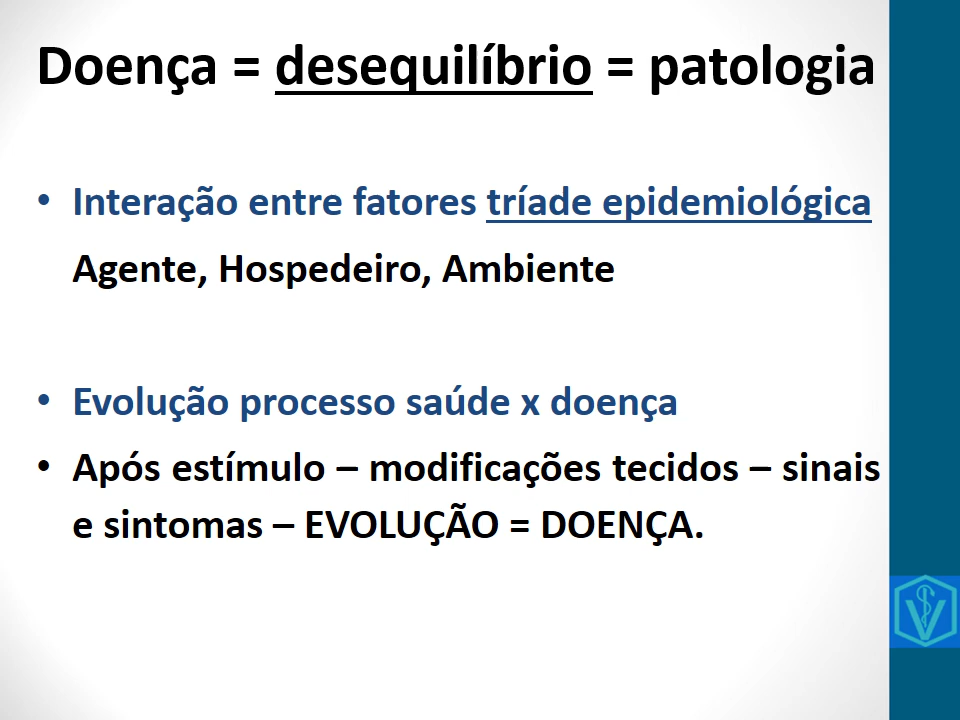 Doença = desequilíbrio = patologia
• Interação entre fatores tríade epidemiológica
Agente, Hospedeiro, Ambiente
• Evolução processo saúde x doença
• Após estímulo – modificações tecidos – sinais
e sintomas – EVOLUÇÃO = DOENÇA.
V